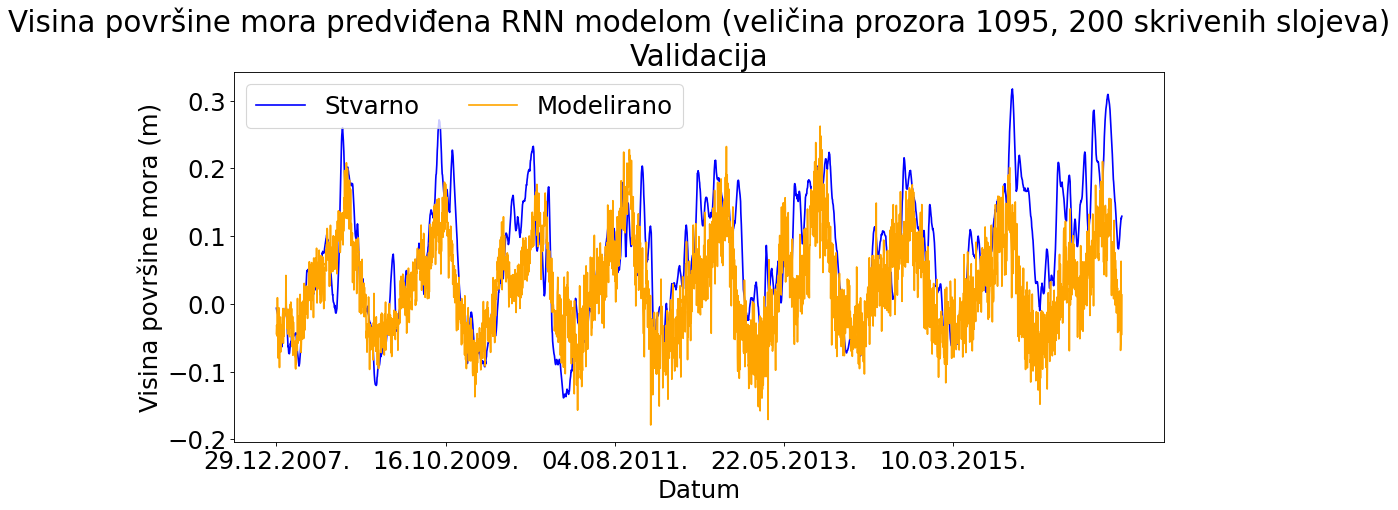 Visina površine mora predviđena RNN modelom (veličina prozora 1095, 200 skrivenih slojeva)
Validacija
Stvarno
Modelirano
Visina površine mora (m)
0.3
0.2
0.1
0.0
−0.1
−0.2
29.12.2007. 16.10.2009. 04.08.2011. 22.05.2013. 10.03.2015.
Datum